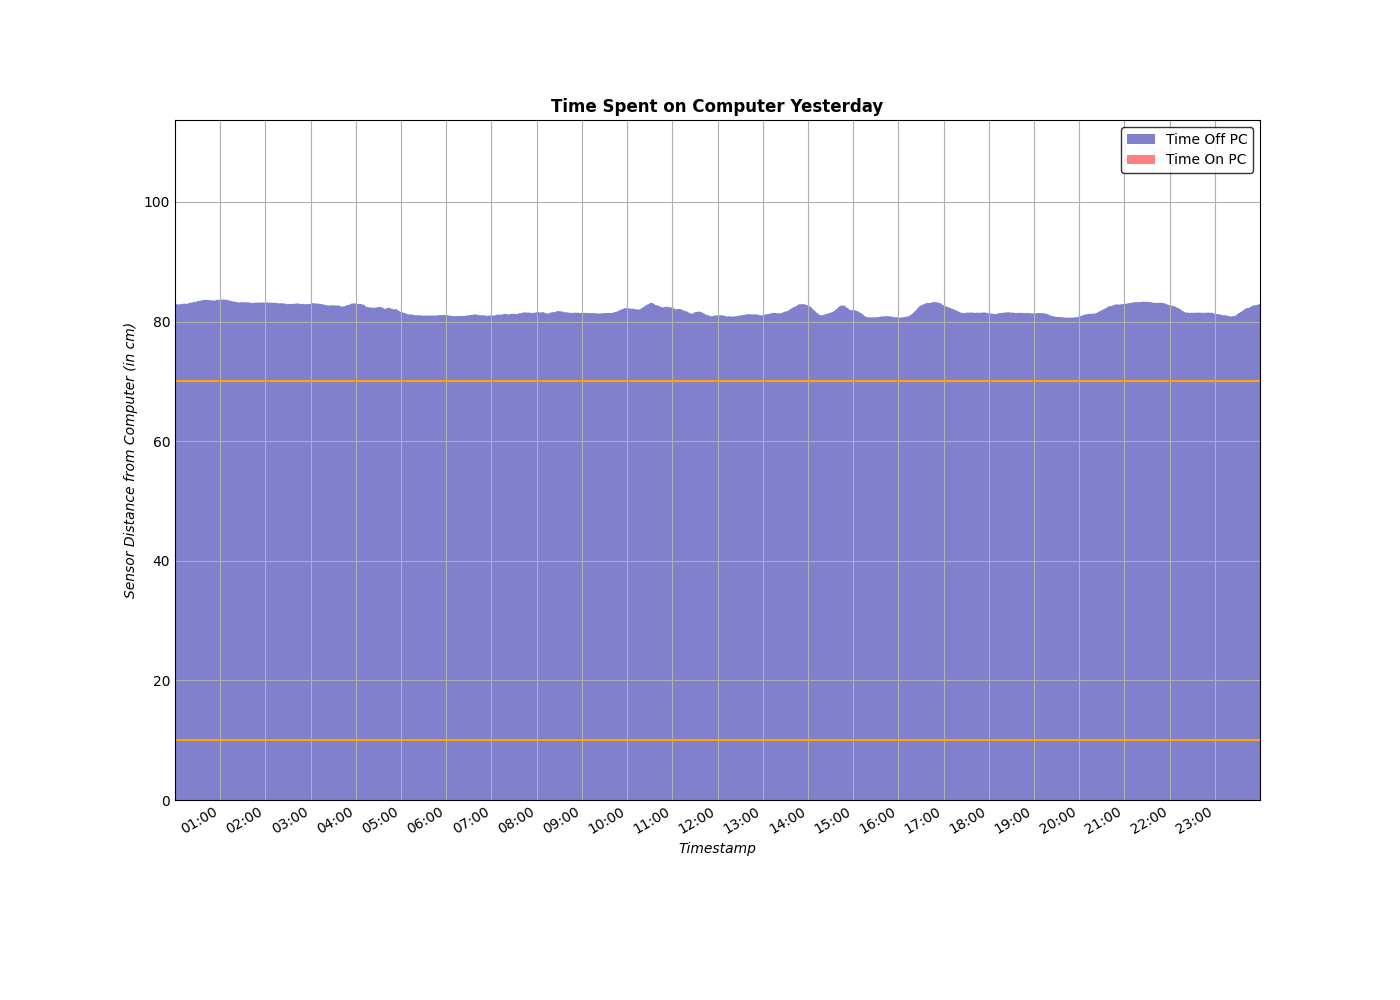 Time Spent on Computer Yesterday
Time Off PC
Time On PC
Sensor Distance from Computer (in cm)
100
80
60
40
20
0
01:00 02:00 03:00 04:00 05:00 06:00 07:00 08:00 09:00 10:00 11:00 12:00 13:00 14:00 15:00 16:00 17:00 18:00 19:00 20:00 21:00 22:00 23:00
Timestamp